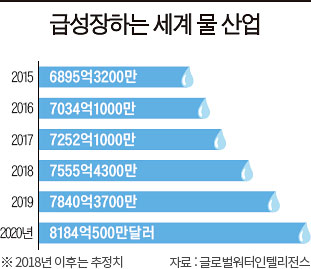 급성장하는 세계 물 산업
2015 6895억3200만
2016 7034억1000만
2017 7252억1000만
2018 7555억4300만
2019 7840억3700만
2020년 8184억500만달러
※ 2018년 이후는 추정치 자료 : 글로벌워터인텔리전스